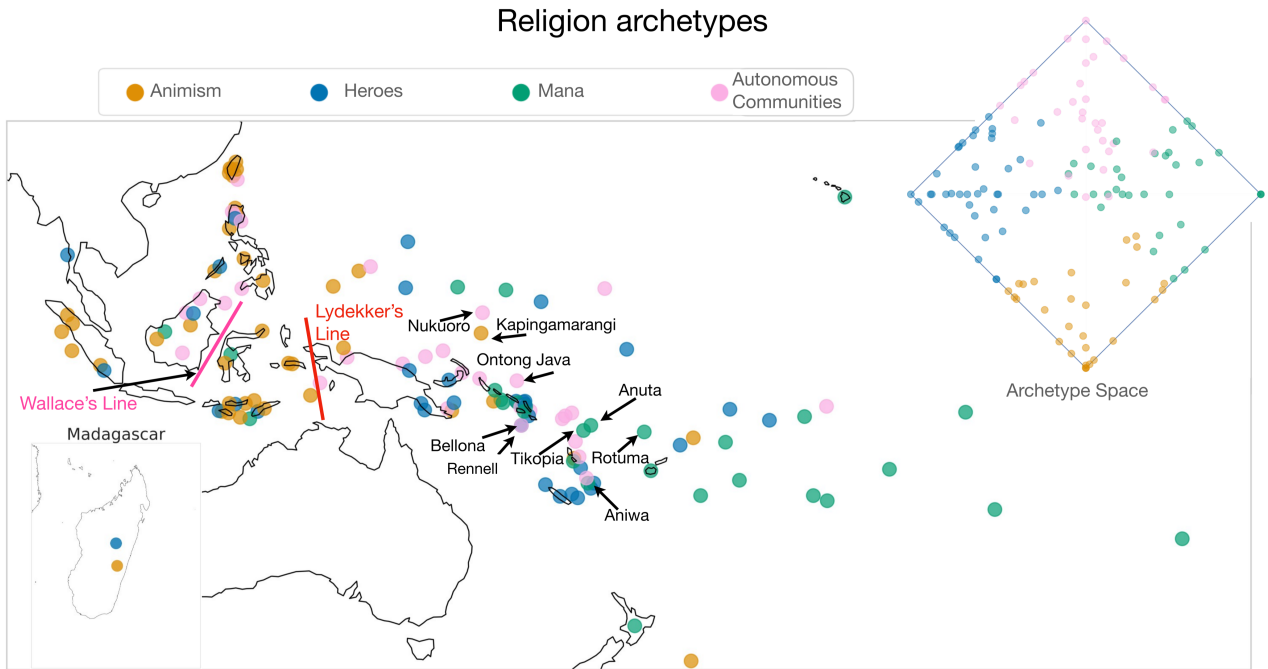 Religion archetypes
Animism
Heroes
Mana
Autonomous
Communities
Lydekker's
Line
Nukuoro
Kapingamarangi
Ontong Java
Archetype Space
Wallace's Line
Anuta
Madagascar
Bellona
Rennell
Tikopia
Rotuma
Aniwa